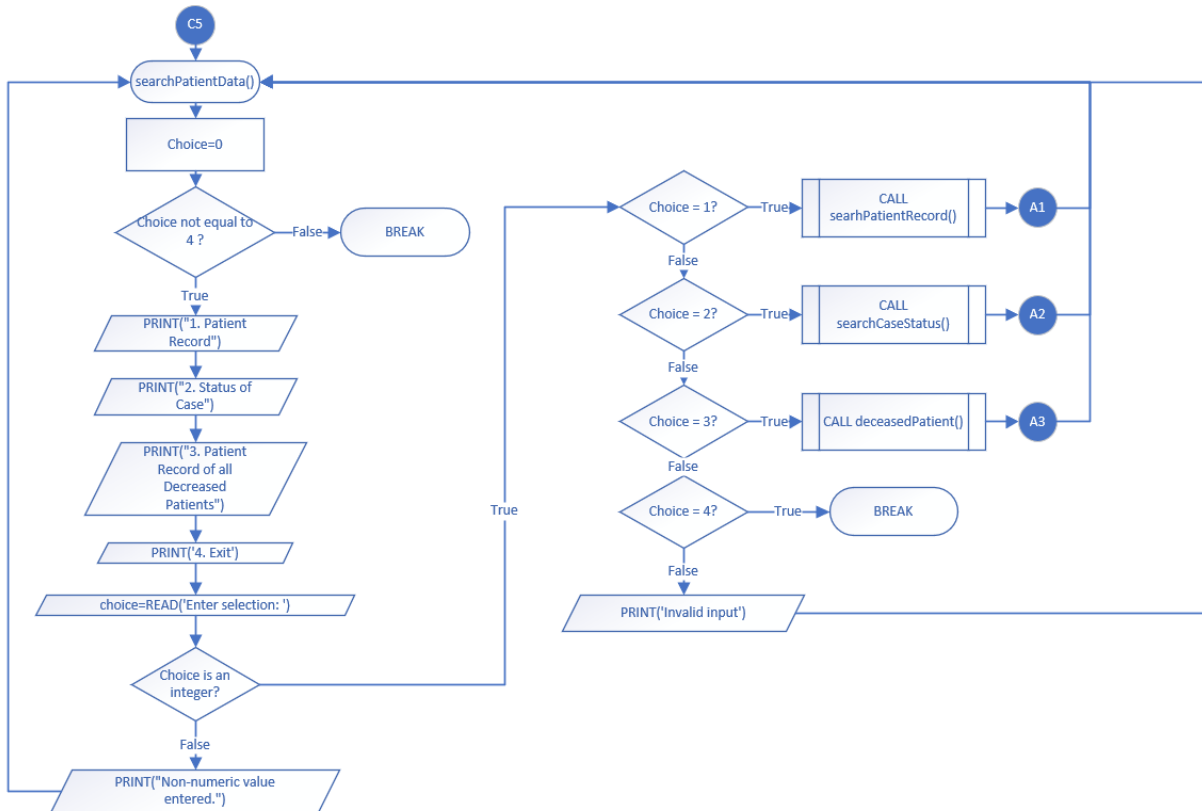 C5
searchPatientData()
Choice=0
Choice not equal to
4 ?
False
BREAK
True
PRINT("1. Patient
Record")
PRINT("2. Status of
Case")
PRINT("3. Patient
Record of all
Decreased
Patients")
PRINT('4. Exit')
choice=READ('Enter selection: ')
Choice is an
integer?
True
False
PRINT("Non-numeric value
entered.")
Choice = 1?
True
CALL
searhPatientRecord()
A1
False
Choice = 2?
True
CALL
searchCaseStatus()
A2
False
Choice = 3?
True
CALL deceasedPatient()
A3
False
Choice = 4?
True
BREAK
False
PRINT('Invalid input')